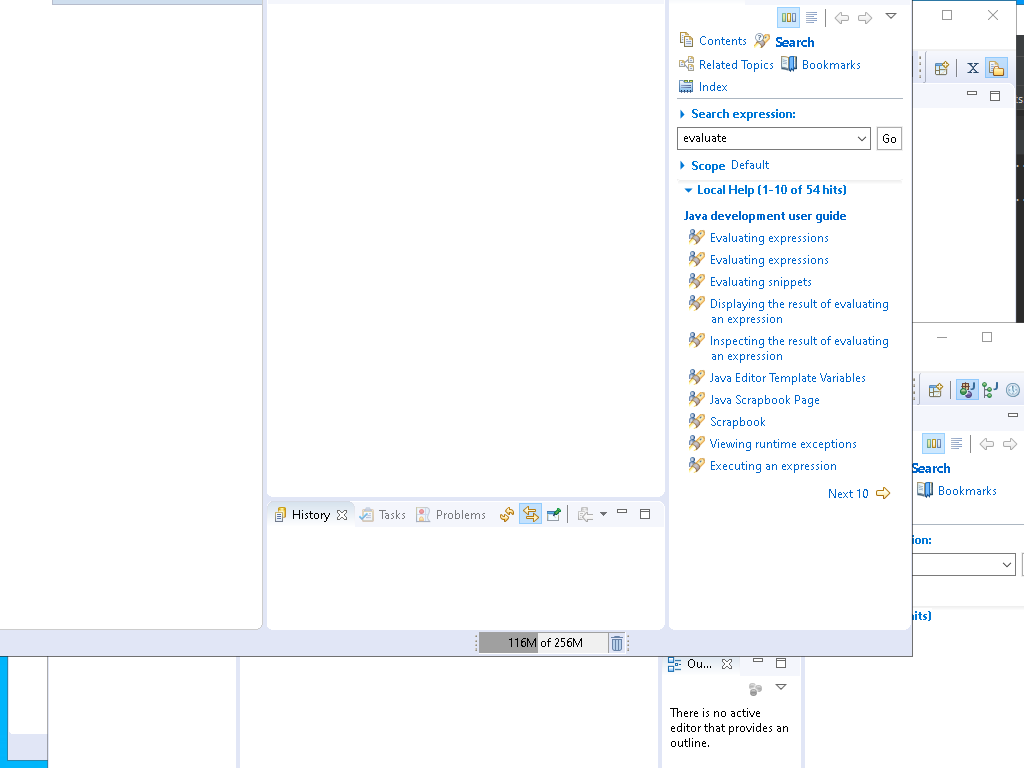 Contents
Search
Related Topics
Bookmarks
Index
Search expression:
evaluate
Go
Scope Default
Local Help (1-10 of 54 hits)
Java development user guide
Evaluating expressions
Evaluating expressions
Evaluating snippets
Displaying the result of evaluating
an expression
Inspecting the result of evaluating
an expression
Java Editor Template Variables
Java Scrapbook Page
Scrapbook
Viewing runtime exceptions
Executing an expression
Next 10
History
Tasks
Problems
116M of 256M
X
Search
Bookmarks
ion:
hits)
Ou...
There is no active
editor that provides an
outline.